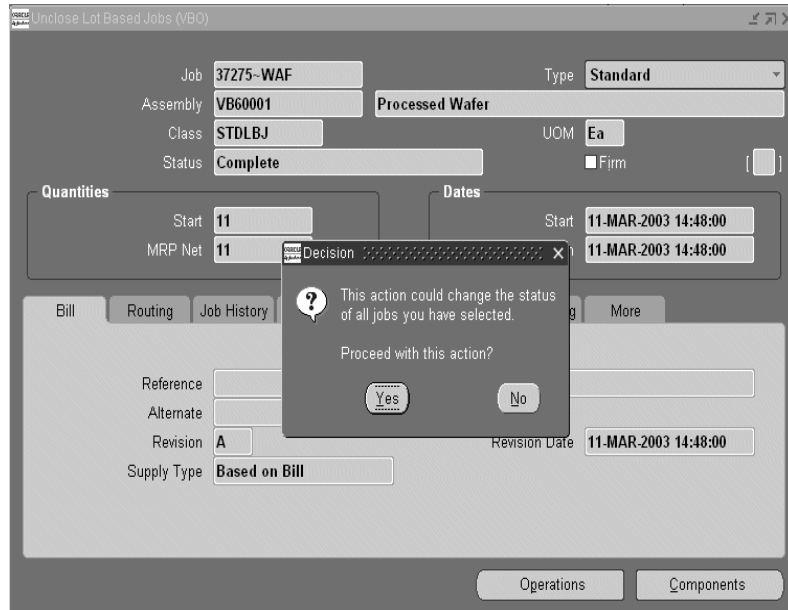 Unclose Lot Based Jobs (VBO)
Job 37275~WAF Type Standard
Assembly VB60001 Processed Wafer
Class STDLBJ UOM Ea
Status Complete Firm [ ]
Quantities Dates
Start 11 Start 11-MAR-2003 14:48:00
MRP Net 11 11-MAR-2003 14:48:00
Decision
This action could change the status
of all jobs you have selected.
Proceed with this action?
Yes No
Bill Routing Job History More
Reference
Alternate
Revision A Revision Date 11-MAR-2003 14:48:00
Supply Type Based on Bill
Operations Components